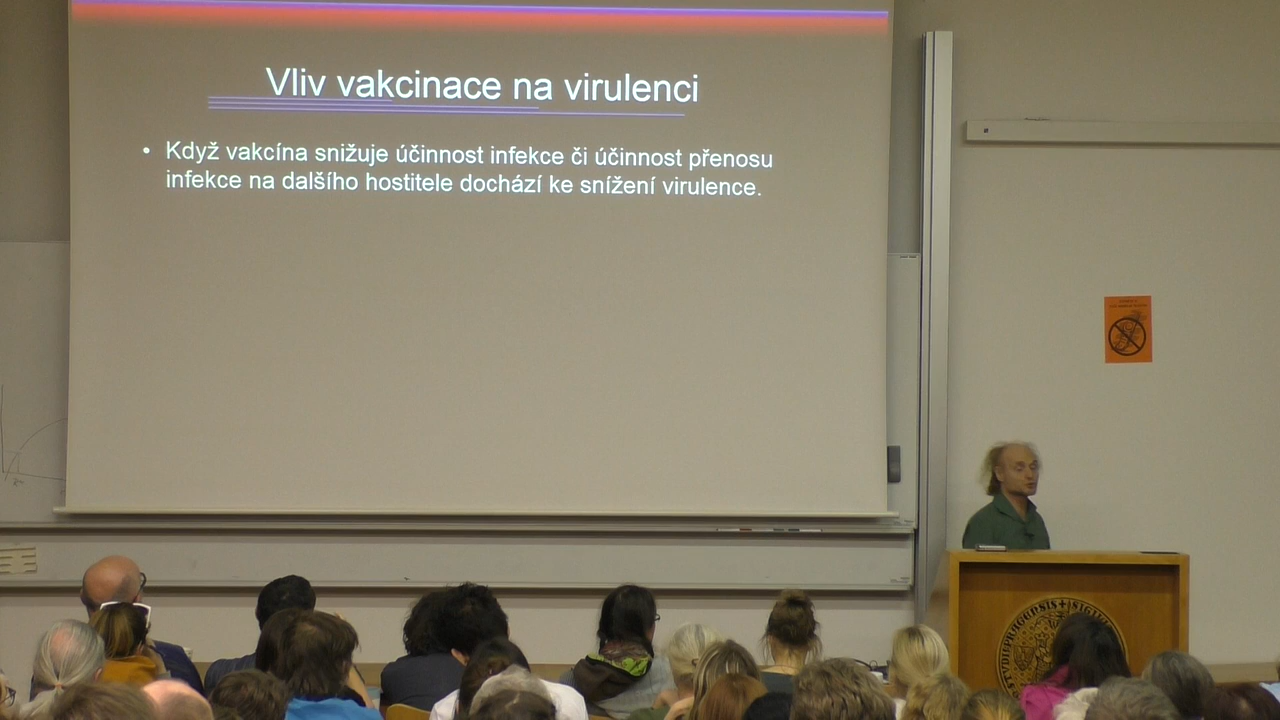 Vliv vakcinace na virulenci
• Když vakcína snižuje účinnost infekce či účinnost přenosu
infekce na dalšího hostitele dochází ke snížení virulence.